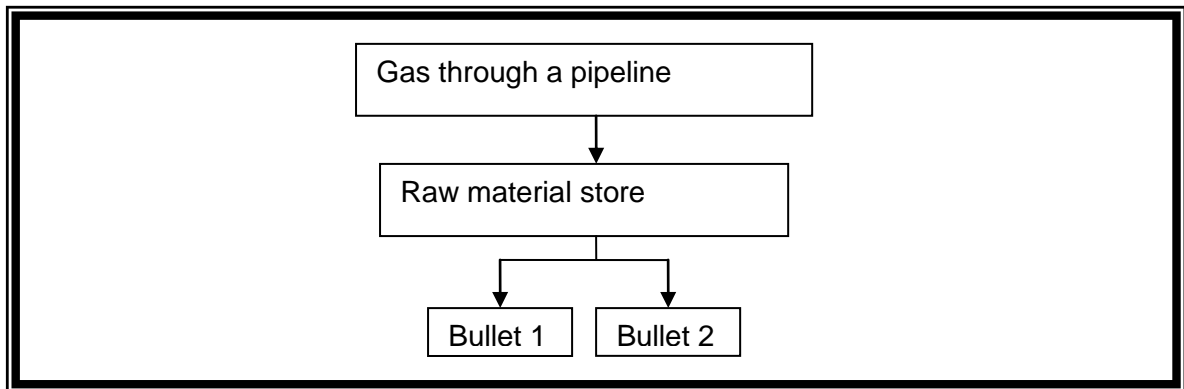 Gas through a pipeline
Raw material store
Bullet 1 Bullet 2